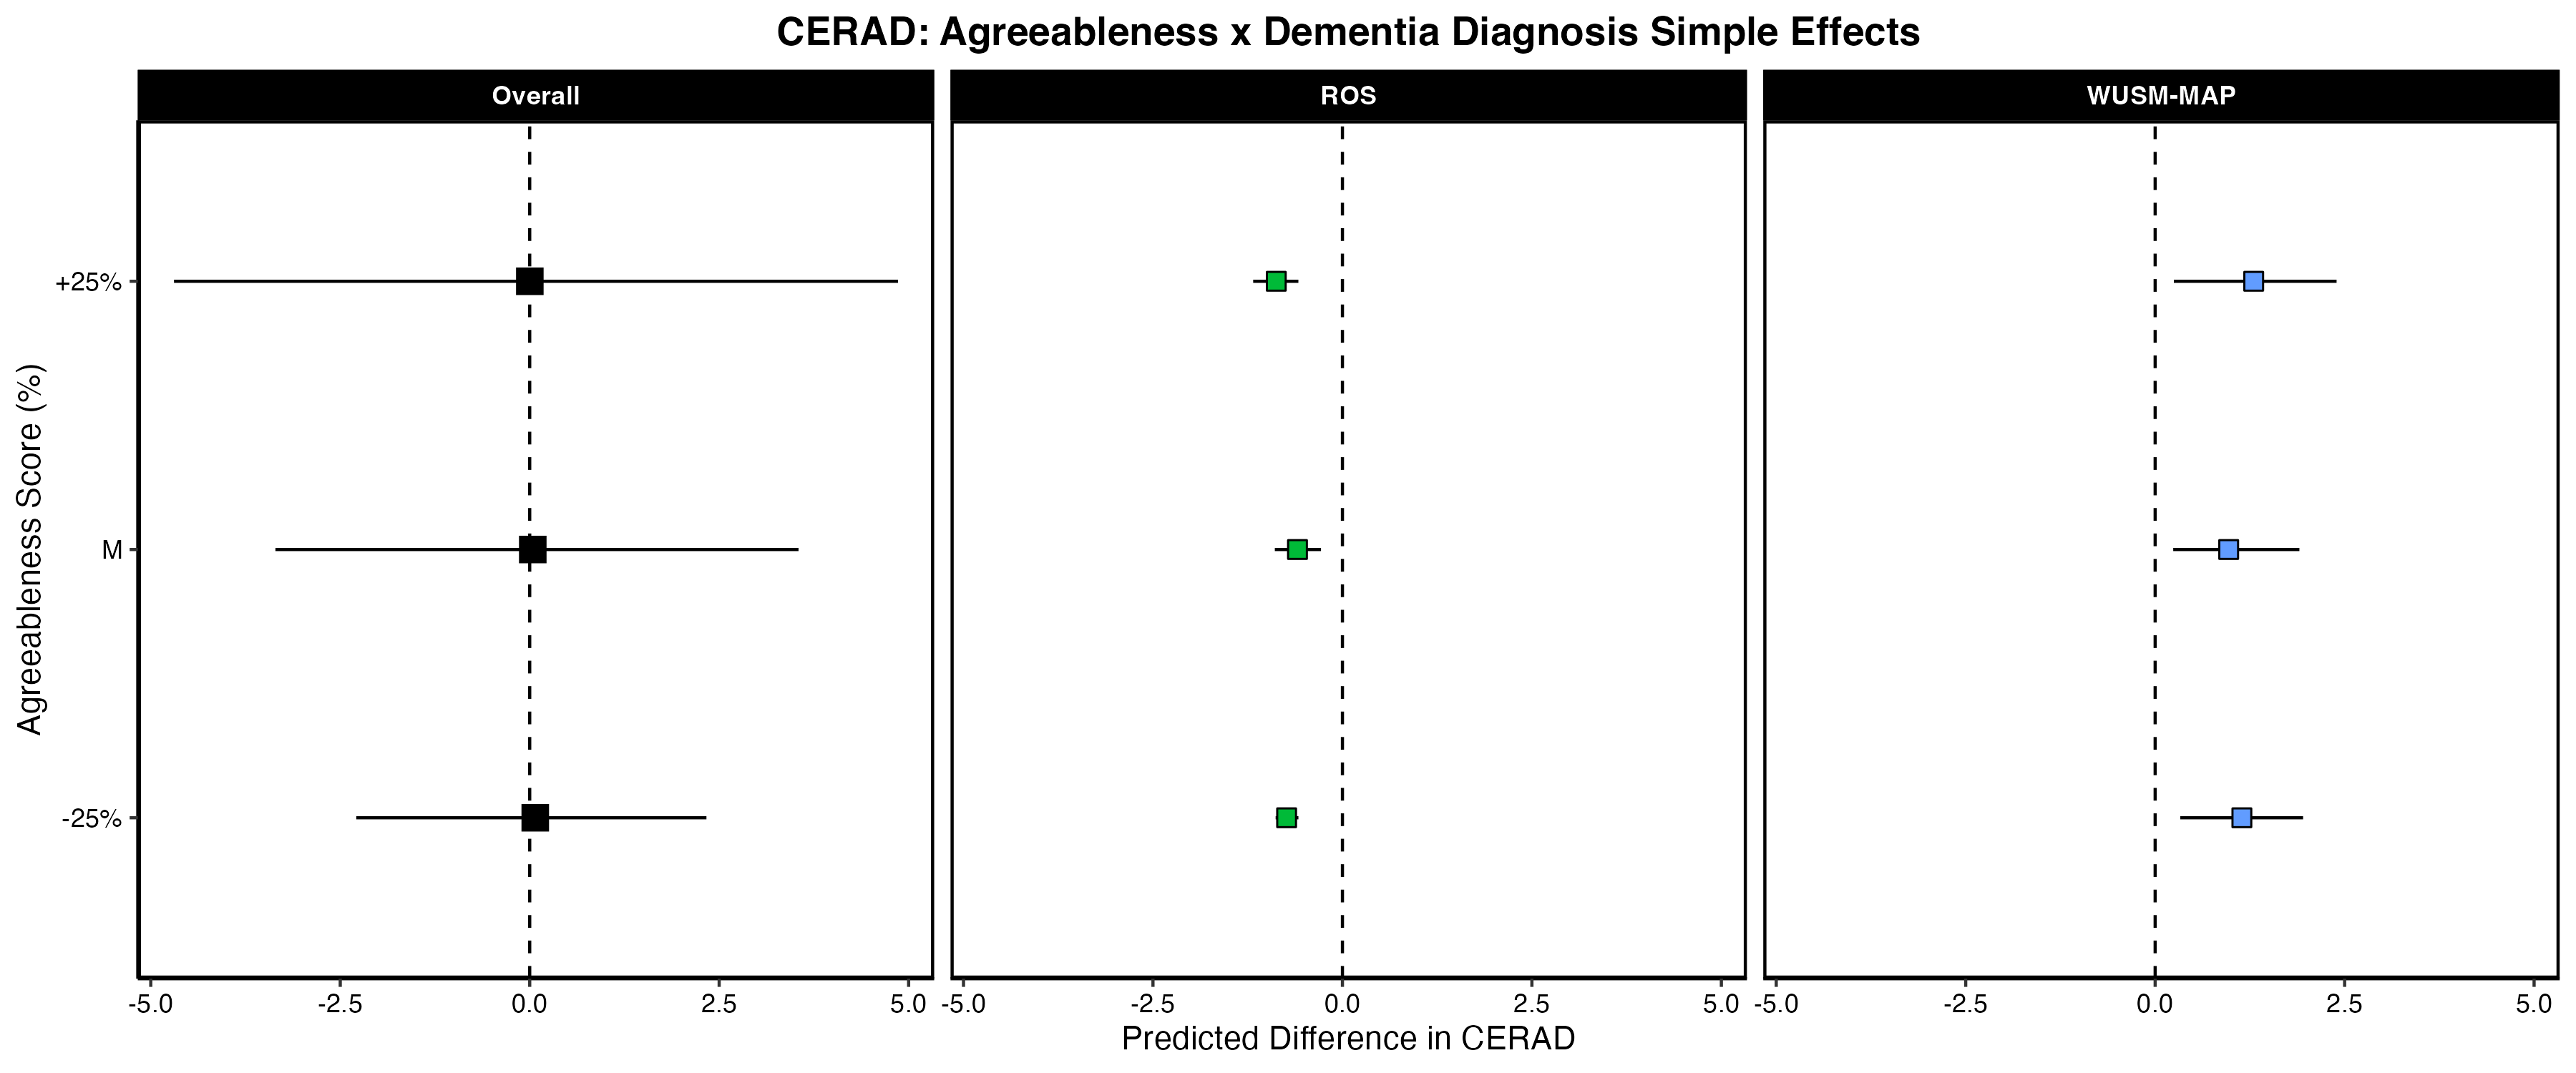 CERAD: Agreeableness x Dementia Diagnosis Simple Effects
Overall
ROS
WUSM-MAP
Agreeableness Score (%)
+25%
M
-25%
-5.0 -2.5 0.0 2.5 5.0
-5.0 -2.5 0.0 2.5 5.0
-5.0 -2.5 0.0 2.5 5.0
Predicted Difference in CERAD